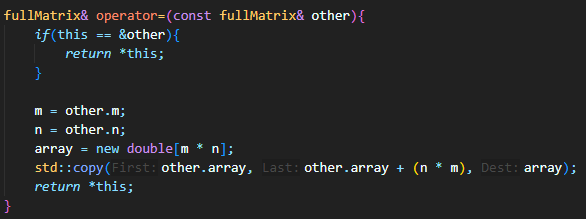 fullMatrix& operator=(const fullMatrix& other){
if(this == &other){
return *this;
}
m = other.m;
n = other.n;
array = new double[m * n];
std::copy(First: other.array, Last: other.array + (n * m), Dest: array);
return *this;
}